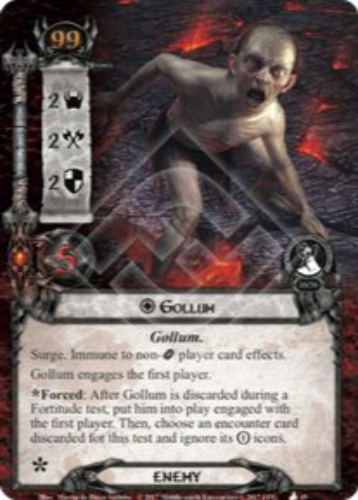 99
2
2
2
5
Gollum
Gollum.
Surge. Immune to non- player card effects.
Gollum engages the first player.
*Forced: After Gollum is discarded during a
Fortitude test, put him into play engaged with
the first player. Then, choose an encounter card
discarded for this test and ignore its icons.
*
ENEMY